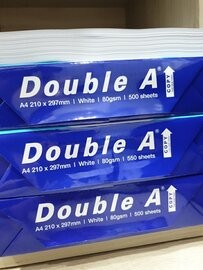 Double A
COPY
A4 210 x 297mm | White | 80gsm | 500 sheets
Double A
COPY
A4 210 x 297mm | White | 80gsm | 550 sheets
Double A
COPY
A4 210 x 297mm | White | 80gsm | 500 sheets